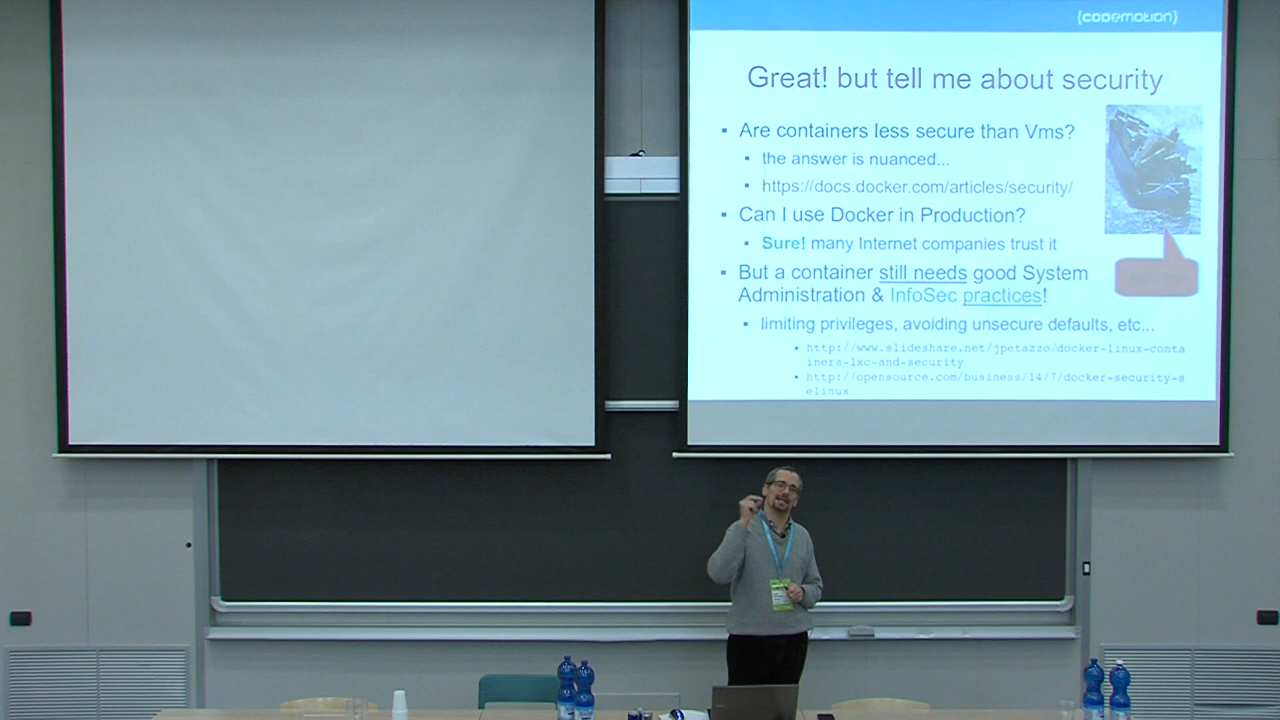 {codemotion}
Great! but tell me about security
Are containers less secure than Vms?
the answer is nuanced...
https://docs.docker.com/articles/security/
Can I use Docker in Production?
Sure! many Internet companies trust it
But a container still needs good System
Administration & InfoSec practices!
limiting privileges, avoiding unsecure defaults, etc...
http://www.slideshare.net/jpetazzo/docker-linux-conta
iners-lxc-and-security
http://opensource.com/business/14/7/docker-security-s
elinux